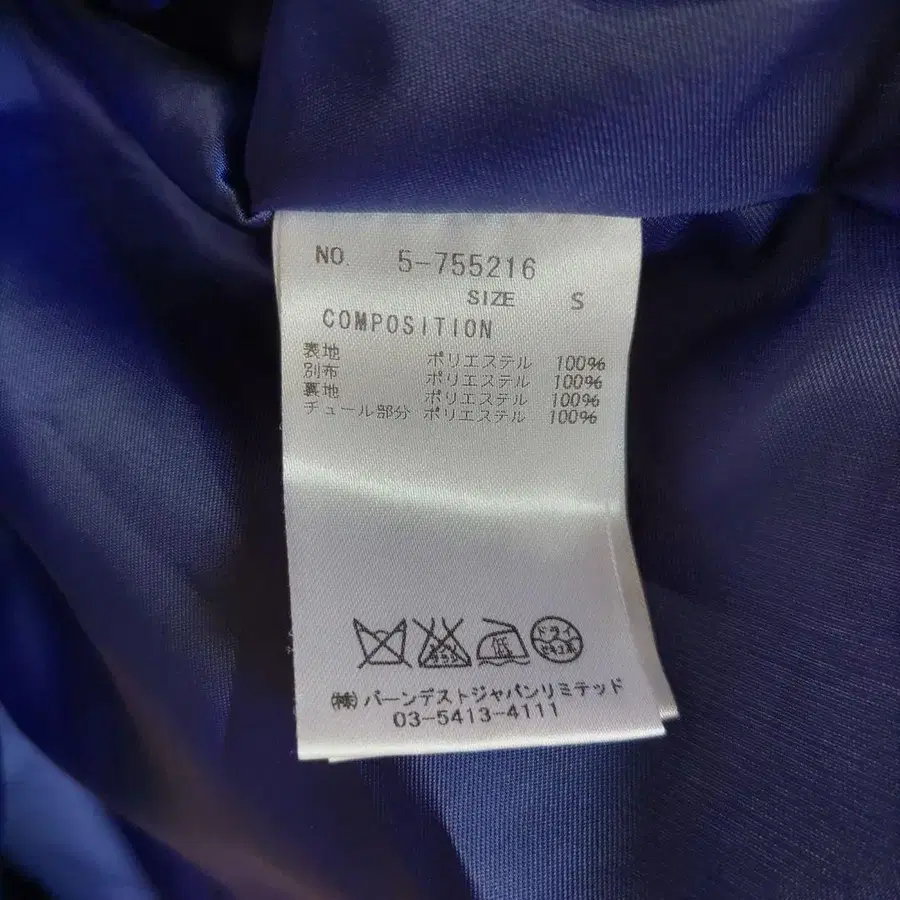 NO. 5-755216
SIZE S
COMPOSITION
表地 ポリエステル 100%
別布 ポリエステル 100%
裏地 ポリエステル 100%
チュール部分 ポリエステル 100%
ドライ
(株)バーンデストジャパンリミテッド
03-5413-4111